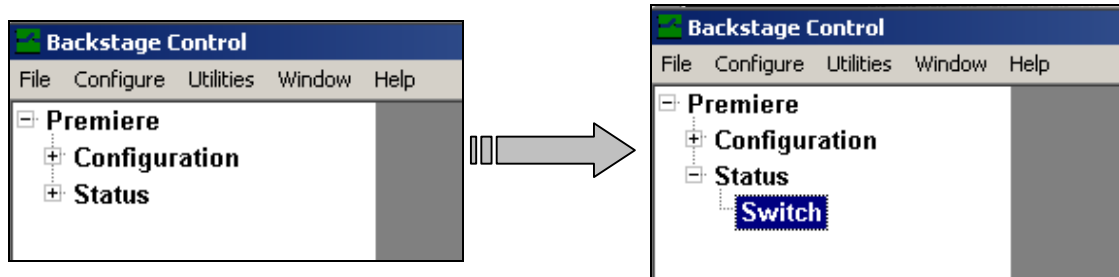 Backstage Control
File Configure Utilities Window Help
Premiere
Configuration
Status
Backstage Control
File Configure Utilities Window Help
Premiere
Configuration
Status
Switch